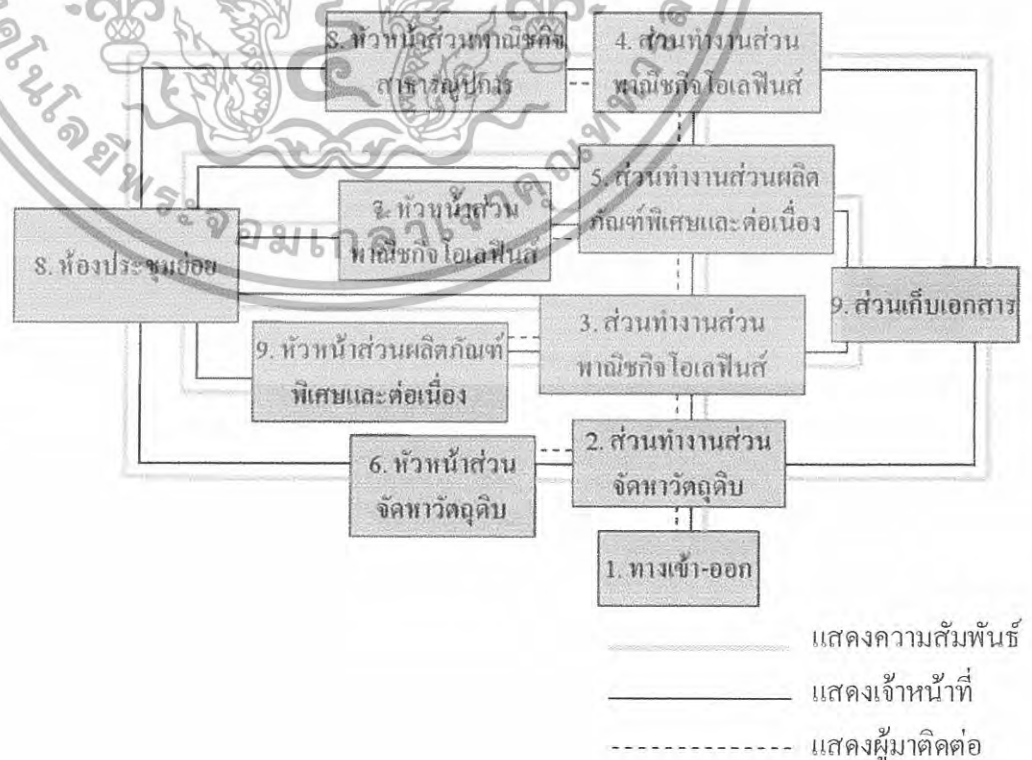 8. หัวหน้าส่วนพาณิชกิจ
สาธารณูปการ
4. ส่วนทำงานส่วน
พาณิชกิจโอเลฟินส์
5. ส่วนทำงานส่วนผลิต
ภัณฑ์พิเศษและต่อเนื่อง
7. หัวหน้าส่วน
พาณิชกิจโอเลฟินส์
8. ห้องประชุมย่อย
9. ส่วนเก็บเอกสาร
3. ส่วนทำงานส่วน
พาณิชกิจโอเลฟินส์
9. หัวหน้าส่วนผลิตภัณฑ์
พิเศษและต่อเนื่อง
2. ส่วนทำงานส่วน
จัดหาวัตถุดิบ
6. หัวหน้าส่วน
จัดหาวัตถุดิบ
1. ทางเข้า-ออก
แสดงความสัมพันธ์
แสดงเจ้าหน้าที่
แสดงผู้มาติดต่อ